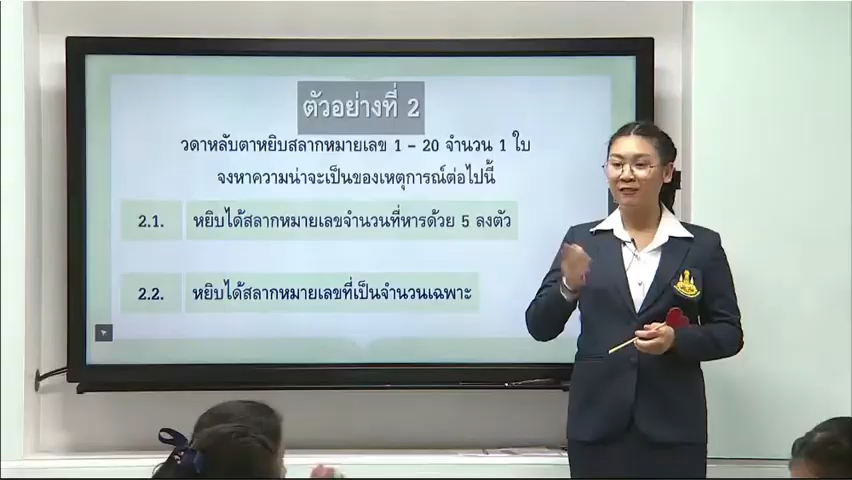 ตัวอย่างที่ 2
วดาหลับตาหยิบสลากหมายเลข 1 – 20 จำนวน 1 ใบ
จงหาความน่าจะเป็นของเหตุการณ์ต่อไปนี้
2.1. หยิบได้สลากหมายเลขจำนวนที่หารด้วย 5 ลงตัว
2.2. หยิบได้สลากหมายเลขที่เป็นจำนวนเฉพาะ